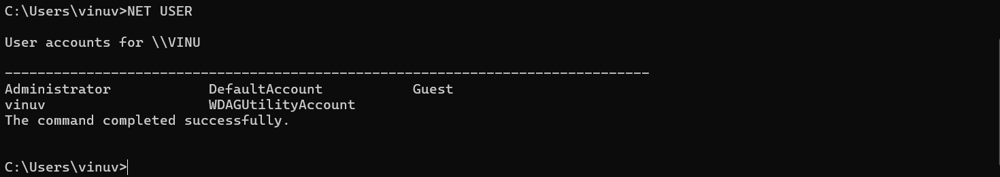 C:\Users\vinuv>NET USER
User accounts for \\VINU
-------------------------------------------------------------------------------
Administrator            DefaultAccount           Guest
vinuv                    WDAGUtilityAccount
The command completed successfully.
C:\Users\vinuv>